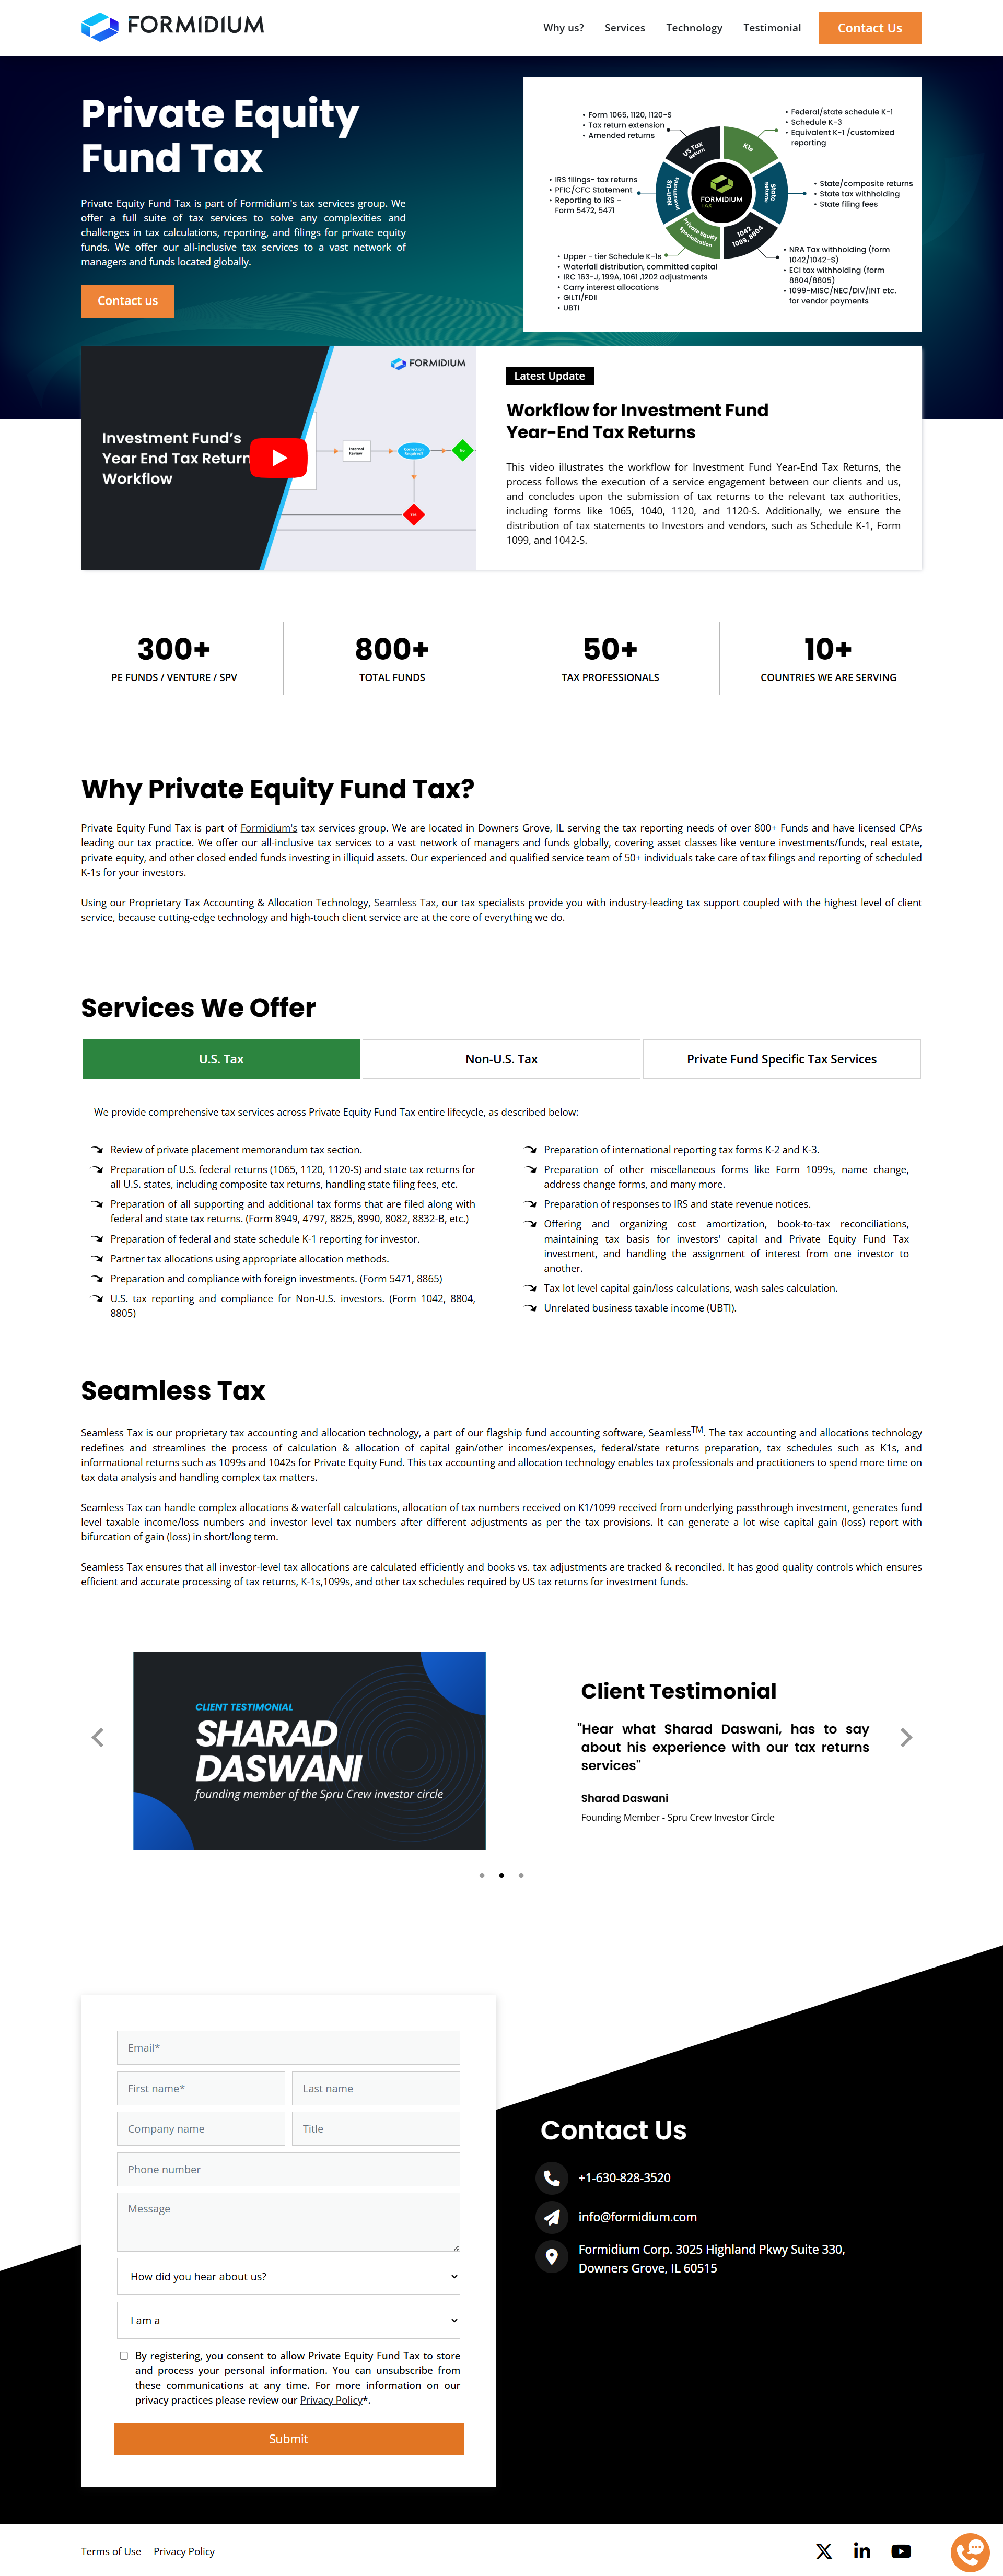 FORMIDIUM
Why us? Services Technology Testimonial Contact Us
Private Equity
Fund Tax
Private Equity Fund Tax is part of Formidium's tax services group. We
offer a full suite of tax services to solve any complexities and
challenges in tax calculations, reporting, and filings for private equity
funds. We offer our all-inclusive tax services to a vast network of
managers and funds located globally.
Contact us
• Form 1065, 1120, 1120-S
• Tax return extension
• Amended returns
• Federal/state schedule K-1
• Schedule K-3
• Equivalent K-1 /customized
reporting
• IRS filings- tax returns
• PFIC/CFC Statement
• Reporting to IRS -
Form 5472, 5471
• State/composite returns
• State tax withholding
• State filing fees
US Tax
Return
K1s
State
Returns
1042
1099, 8804
Private Equity
Specialization
Non-US
Investments
FORMIDIUM
TAX
• Upper - tier Schedule K-1s
• Waterfall distribution, committed capital
• IRC 163-J, 199A, 1061 ,1202 adjustments
• Carry interest allocations
• GILTI/FDII
• UBTI
• NRA Tax withholding (form
1042/1042-S)
• ECI tax withholding (form
8804/8805)
• 1099-MISC/NEC/DIV/INT etc.
for vendor payments
FORMIDIUM
Investment Fund's
Year End Tax Return
Workflow
Internal
Review
Correction
Required?
No
Yes
Latest Update
Workflow for Investment Fund
Year-End Tax Returns
This video illustrates the workflow for Investment Fund Year-End Tax Returns, the
process follows the execution of a service engagement between our clients and us,
and concludes upon the submission of tax returns to the relevant tax authorities,
including forms like 1065, 1040, 1120, and 1120-S. Additionally, we ensure the
distribution of tax statements to Investors and vendors, such as Schedule K-1, Form
1099, and 1042-S.
300+ 800+ 50+ 10+
PE FUNDS / VENTURE / SPV TOTAL FUNDS TAX PROFESSIONALS COUNTRIES WE ARE SERVING
Why Private Equity Fund Tax?
Private Equity Fund Tax is part of Formidium's tax services group. We are located in Downers Grove, IL serving the tax reporting needs of over 800+ Funds and have licensed CPAs
leading our tax practice. We offer our all-inclusive tax services to a vast network of managers and funds globally, covering asset classes like venture investments/funds, real estate,
private equity, and other closed ended funds investing in illiquid assets. Our experienced and qualified service team of 50+ individuals take care of tax filings and reporting of scheduled
K-1s for your investors.
Using our Proprietary Tax Accounting & Allocation Technology, Seamless Tax, our tax specialists provide you with industry-leading tax support coupled with the highest level of client
service, because cutting-edge technology and high-touch client service are at the core of everything we do.
Services We Offer
U.S. Tax Non-U.S. Tax Private Fund Specific Tax Services
We provide comprehensive tax services across Private Equity Fund Tax entire lifecycle, as described below:
Review of private placement memorandum tax section.
Preparation of U.S. federal returns (1065, 1120, 1120-S) and state tax returns for
all U.S. states, including composite tax returns, handling state filing fees, etc.
Preparation of all supporting and additional tax forms that are filed along with
federal and state tax returns. (Form 8949, 4797, 8825, 8990, 8082, 8832-B, etc.)
Preparation of federal and state schedule K-1 reporting for investor.
Partner tax allocations using appropriate allocation methods.
Preparation and compliance with foreign investments. (Form 5471, 8865)
U.S. tax reporting and compliance for Non-U.S. investors. (Form 1042, 8804,
8805)
Preparation of international reporting tax forms K-2 and K-3.
Preparation of other miscellaneous forms like Form 1099s, name change,
address change forms, and many more.
Preparation of responses to IRS and state revenue notices.
Offering and organizing cost amortization, book-to-tax reconciliations,
maintaining tax basis for investors' capital and Private Equity Fund Tax
investment, and handling the assignment of interest from one investor to
another.
Tax lot level capital gain/loss calculations, wash sales calculation.
Unrelated business taxable income (UBTI).
Seamless Tax
Seamless Tax is our proprietary tax accounting and allocation technology, a part of our flagship fund accounting software, SeamlessTM. The tax accounting and allocations technology
redefines and streamlines the process of calculation & allocation of capital gain/other incomes/expenses, federal/state returns preparation, tax schedules such as K1s, and
informational returns such as 1099s and 1042s for Private Equity Fund. This tax accounting and allocation technology enables tax professionals and practitioners to spend more time on
tax data analysis and handling complex tax matters.
Seamless Tax can handle complex allocations & waterfall calculations, allocation of tax numbers received on K1/1099 received from underlying passthrough investment, generates fund
level taxable income/loss numbers and investor level tax numbers after different adjustments as per the tax provisions. It can generate a lot wise capital gain (loss) report with
bifurcation of gain (loss) in short/long term.
Seamless Tax ensures that all investor-level tax allocations are calculated efficiently and books vs. tax adjustments are tracked & reconciled. It has good quality controls which ensures
efficient and accurate processing of tax returns, K-1s,1099s, and other tax schedules required by US tax returns for investment funds.
CLIENT TESTIMONIAL
SHARAD
DASWANI
founding member of the Spru Crew investor circle
Client Testimonial
"Hear what Sharad Daswani, has to say
about his experience with our tax returns
services"
Sharad Daswani
Founding Member - Spru Crew Investor Circle
Email*
First name* Last name
Company name Title
Phone number
Message
How did you hear about us?
I am a
By registering, you consent to allow Private Equity Fund Tax to store
and process your personal information. You can unsubscribe from
these communications at any time. For more information on our
privacy practices please review our Privacy Policy*.
Submit
Contact Us
+1-630-828-3520
info@formidium.com
Formidium Corp. 3025 Highland Pkwy Suite 330,
Downers Grove, IL 60515
Terms of Use Privacy Policy